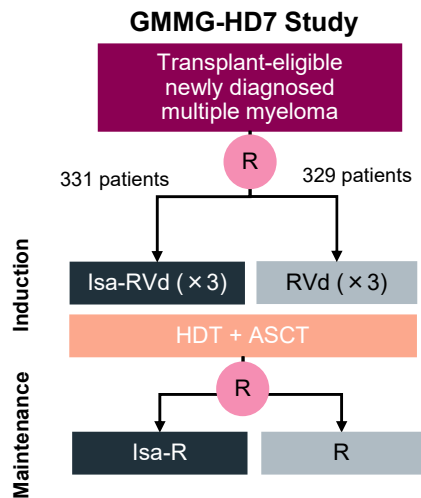 GMMG-HD7 Study
Transplant-eligible
newly diagnosed
multiple myeloma
R
331 patients
329 patients
Induction
Isa-RVd (×3)
RVd (×3)
HDT + ASCT
R
Maintenance
Isa-R
R